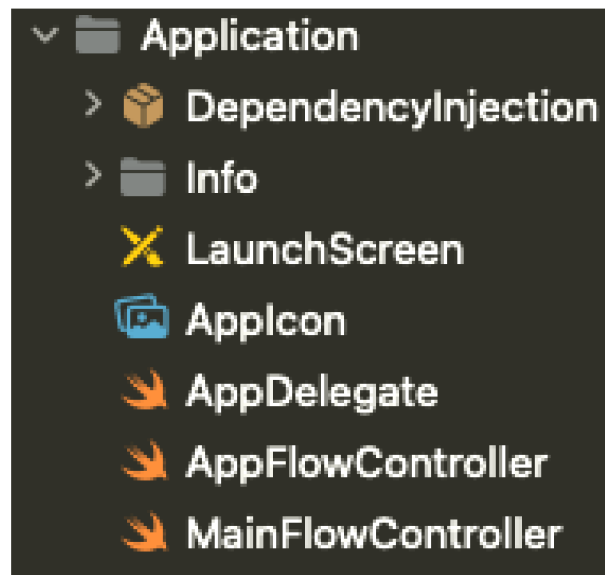 Application
DependencyInjection
Info
LaunchScreen
AppIcon
AppDelegate
AppFlowController
MainFlowController